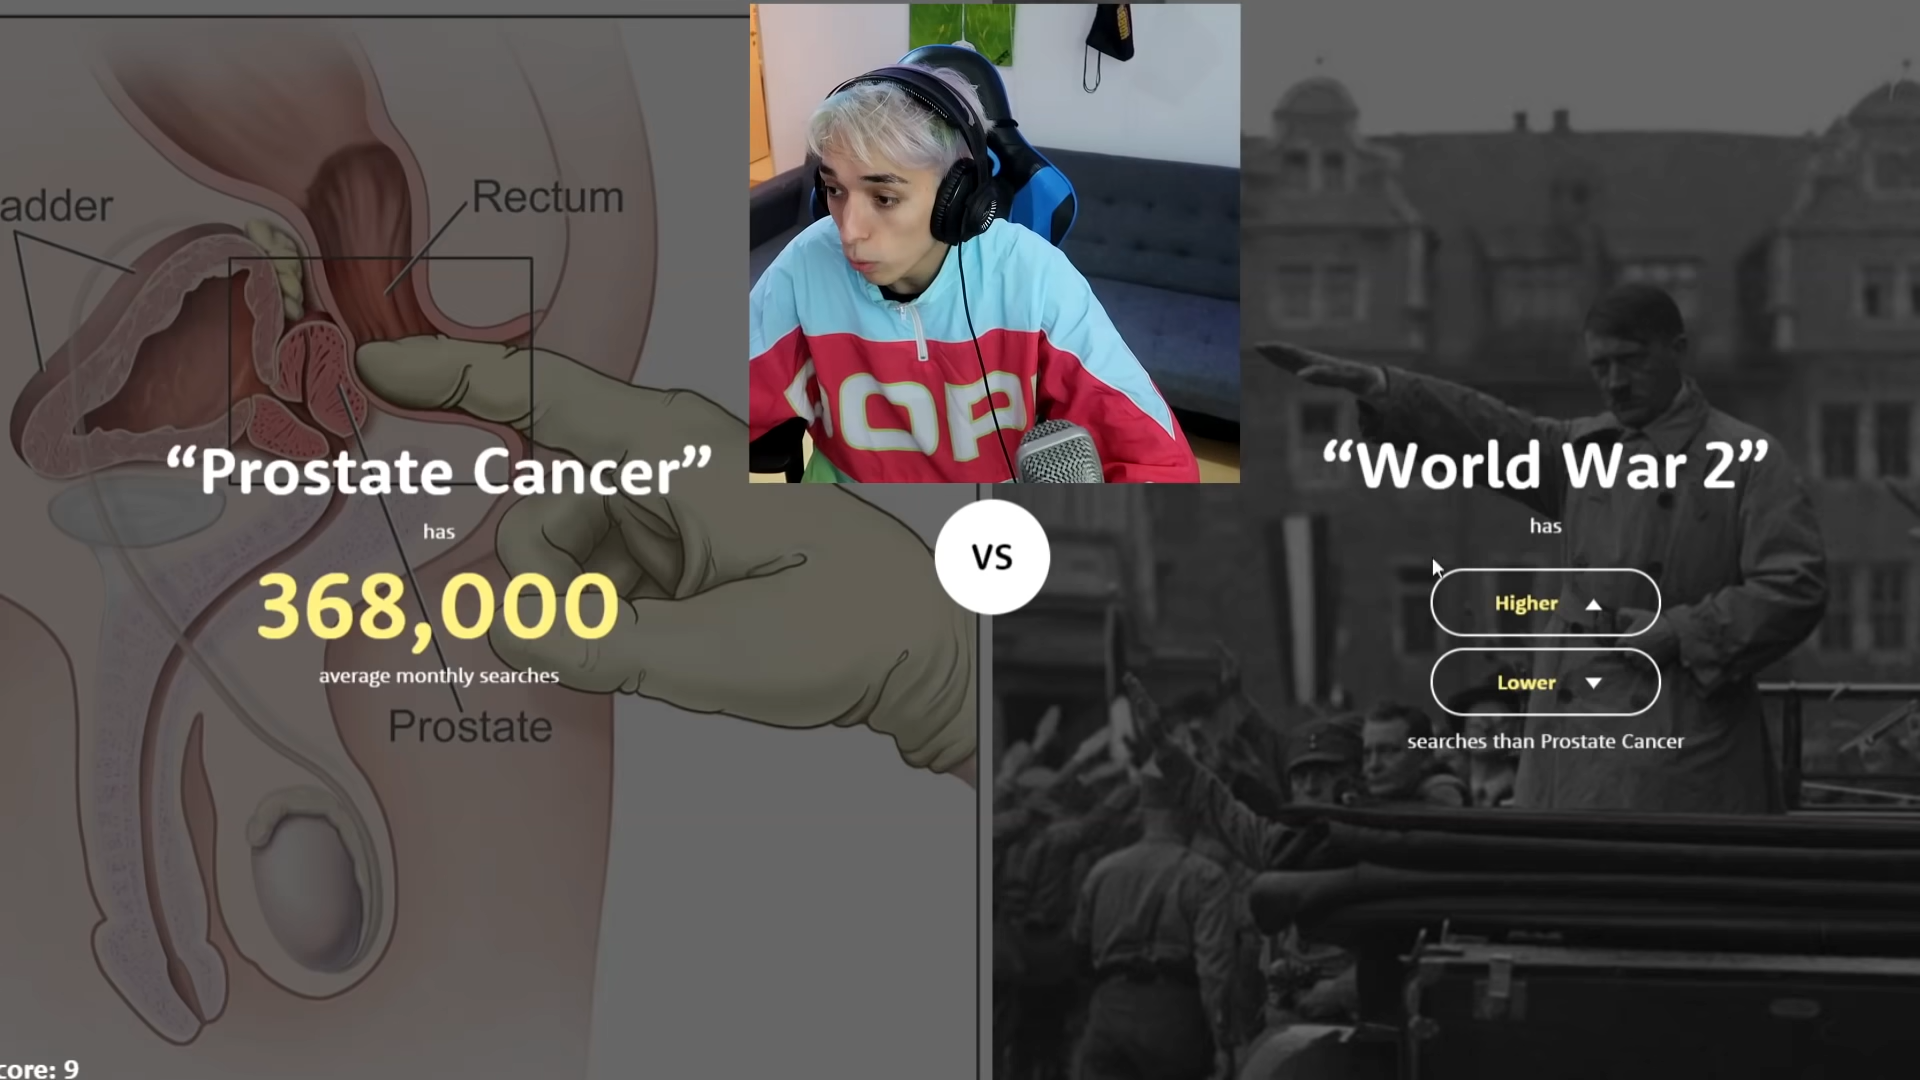 adder
Rectum
“Prostate Cancer”
has
368,000
average monthly searches
Prostate
core: 9
OP
VS
“World War 2”
has
Higher
Lower
searches than Prostate Cancer